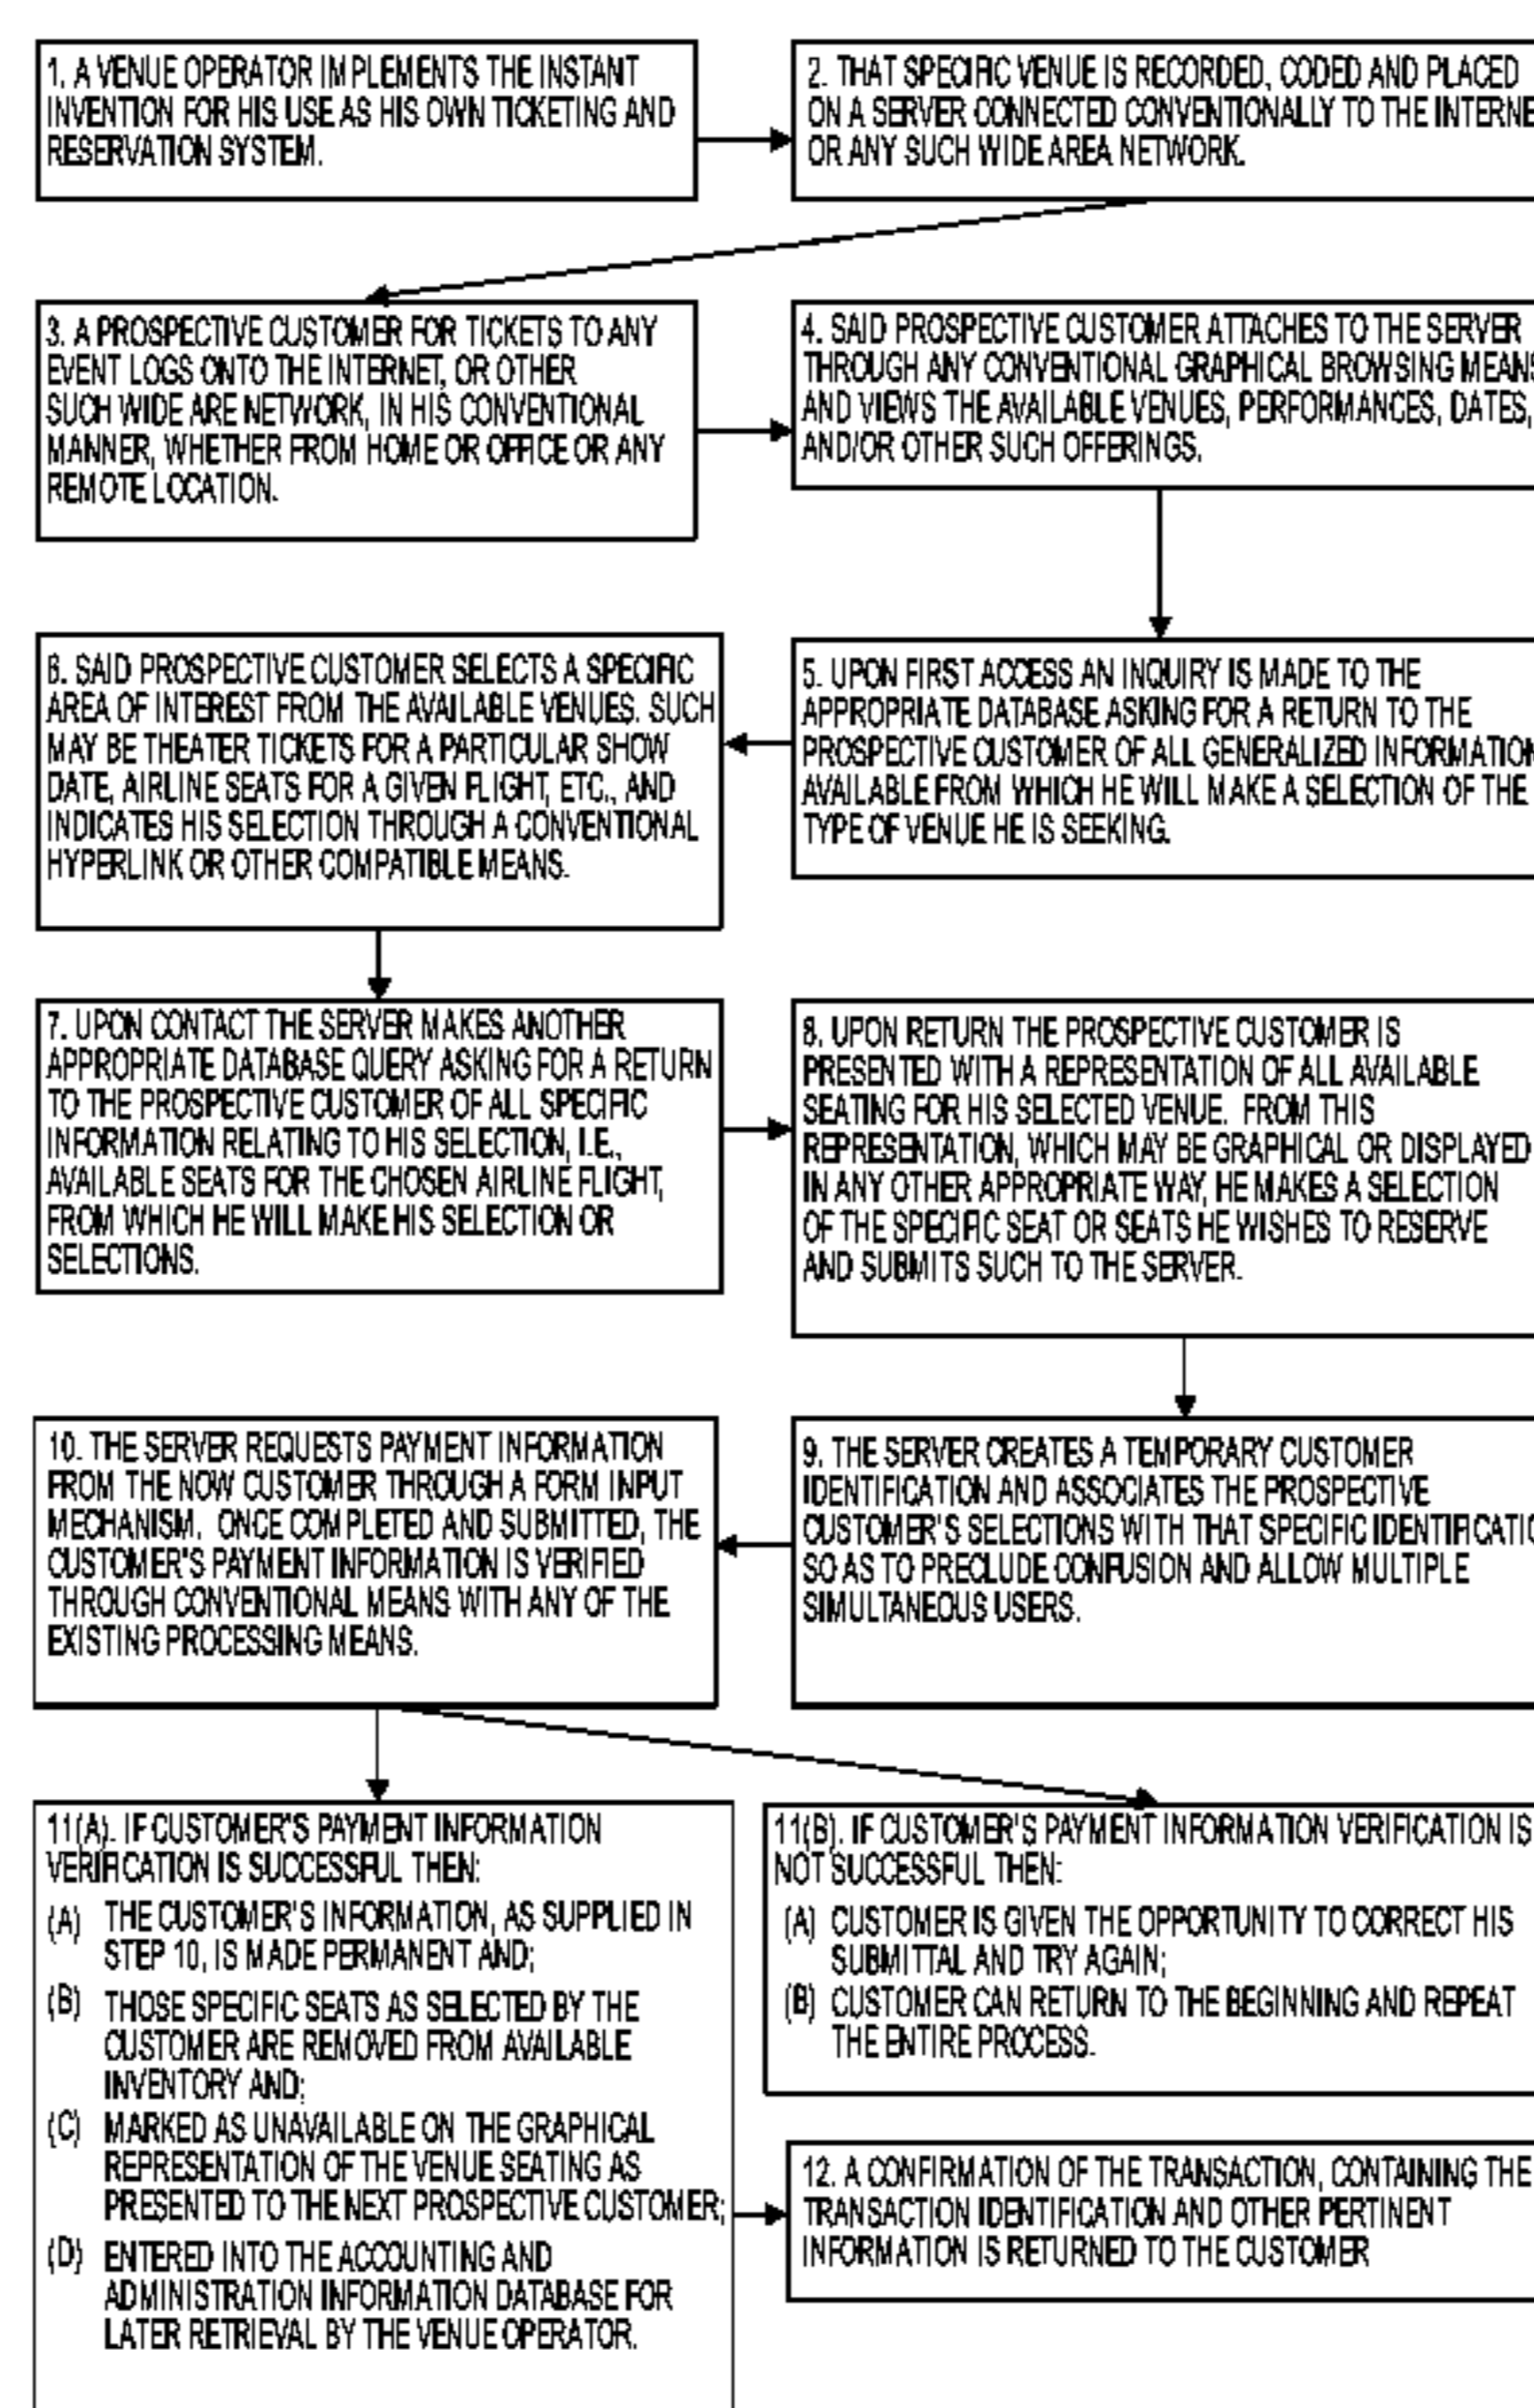 1. A VENUE OPERATOR IMPLEMENTS THE INSTANT
INVENTION FOR HIS USE AS HIS OWN TICKETING AND
RESERVATION SYSTEM.
2. THAT SPECIFIC VENUE IS RECORDED, CODED AND PLACED
ON A SERVER CONNECTED CONVENTIONALLY TO THE INTERNE
OR ANY SUCH WIDE AREA NETWORK.
3. A PROSPECTIVE CUSTOMER FOR TICKETS TO ANY
EVENT LOGS ONTO THE INTERNET, OR OTHER
SUCH WIDE ARE NETWORK, IN HIS CONVENTIONAL
MANNER, WHETHER FROM HOME OR OFFICE OR ANY
REMOTE LOCATION.
4. SAID PROSPECTIVE CUSTOMER ATTACHES TO THE SERVER
THROUGH ANY CONVENTIONAL GRAPHICAL BROWSING MEANS
AND VIEWS THE AVAILABLE VENUES, PERFORMANCES, DATES,
AND/OR OTHER SUCH OFFERINGS.
5. UPON FIRST ACCESS AN INQUIRY IS MADE TO THE
APPROPRIATE DATABASE ASKING FOR A RETURN TO THE
PROSPECTIVE CUSTOMER OF ALL GENERALIZED INFORMATION
AVAILABLE FROM WHICH HE WILL MAKE A SELECTION OF THE
TYPE OF VENUE HE IS SEEKING.
6. SAID PROSPECTIVE CUSTOMER SELECTS A SPECIFIC
AREA OF INTEREST FROM THE AVAILABLE VENUES. SUCH
MAY BE THEATER TICKETS FOR A PARTICULAR SHOW
DATE, AIRLINE SEATS FOR A GIVEN FLIGHT, ETC., AND
INDICATES HIS SELECTION THROUGH A CONVENTIONAL
HYPERLINK OR OTHER COMPATIBLE MEANS.
7. UPON CONTACT THE SERVER MAKES ANOTHER
APPROPRIATE DATABASE QUERY ASKING FOR A RETURN
TO THE PROSPECTIVE CUSTOMER OF ALL SPECIFIC
INFORMATION RELATING TO HIS SELECTION, I.E.,
AVAILABLE SEATS FOR THE CHOSEN AIRLINE FLIGHT,
FROM WHICH HE WILL MAKE HIS SELECTION OR
SELECTIONS.
8. UPON RETURN THE PROSPECTIVE CUSTOMER IS
PRESENTED WITH A REPRESENTATION OF ALL AVAILABLE
SEATING FOR HIS SELECTED VENUE. FROM THIS
REPRESENTATION, WHICH MAY BE GRAPHICAL OR DISPLAYED
IN ANY OTHER APPROPRIATE WAY, HE MAKES A SELECTION
OF THE SPECIFIC SEAT OR SEATS HE WISHES TO RESERVE
AND SUBMITS SUCH TO THE SERVER.
9. THE SERVER CREATES A TEMPORARY CUSTOMER
IDENTIFICATION AND ASSOCIATES THE PROSPECTIVE
CUSTOMER'S SELECTIONS WITH THAT SPECIFIC IDENTIFICATIO
SO AS TO PRECLUDE CONFUSION AND ALLOW MULTIPLE
SIMULTANEOUS USERS.
10. THE SERVER REQUESTS PAYMENT INFORMATION
FROM THE NOW CUSTOMER THROUGH A FORM INPUT
MECHANISM. ONCE COMPLETED AND SUBMITTED, THE
CUSTOMER'S PAYMENT INFORMATION IS VERIFIED
THROUGH CONVENTIONAL MEANS WITH ANY OF THE
EXISTING PROCESSING MEANS.
11(A). IF CUSTOMER'S PAYMENT INFORMATION
VERIFICATION IS SUCCESSFUL THEN:
(A) THE CUSTOMER'S INFORMATION, AS SUPPLIED IN
STEP 10, IS MADE PERMANENT AND;
(B) THOSE SPECIFIC SEATS AS SELECTED BY THE
CUSTOMER ARE REMOVED FROM AVAILABLE
INVENTORY AND;
(C) MARKED AS UNAVAILABLE ON THE GRAPHICAL
REPRESENTATION OF THE VENUE SEATING AS
PRESENTED TO THE NEXT PROSPECTIVE CUSTOMER;
(D) ENTERED INTO THE ACCOUNTING AND
ADMINISTRATION INFORMATION DATABASE FOR
LATER RETRIEVAL BY THE VENUE OPERATOR.
11(B). IF CUSTOMER'S PAYMENT INFORMATION VERIFICATION IS
NOT SUCCESSFUL THEN:
(A) CUSTOMER IS GIVEN THE OPPORTUNITY TO CORRECT HIS
SUBMITTAL AND TRY AGAIN;
(B) CUSTOMER CAN RETURN TO THE BEGINNING AND REPEAT
THE ENTIRE PROCESS.
12. A CONFIRMATION OF THE TRANSACTION, CONTAINING THE
TRANSACTION IDENTIFICATION AND OTHER PERTINENT
INFORMATION IS RETURNED TO THE CUSTOMER